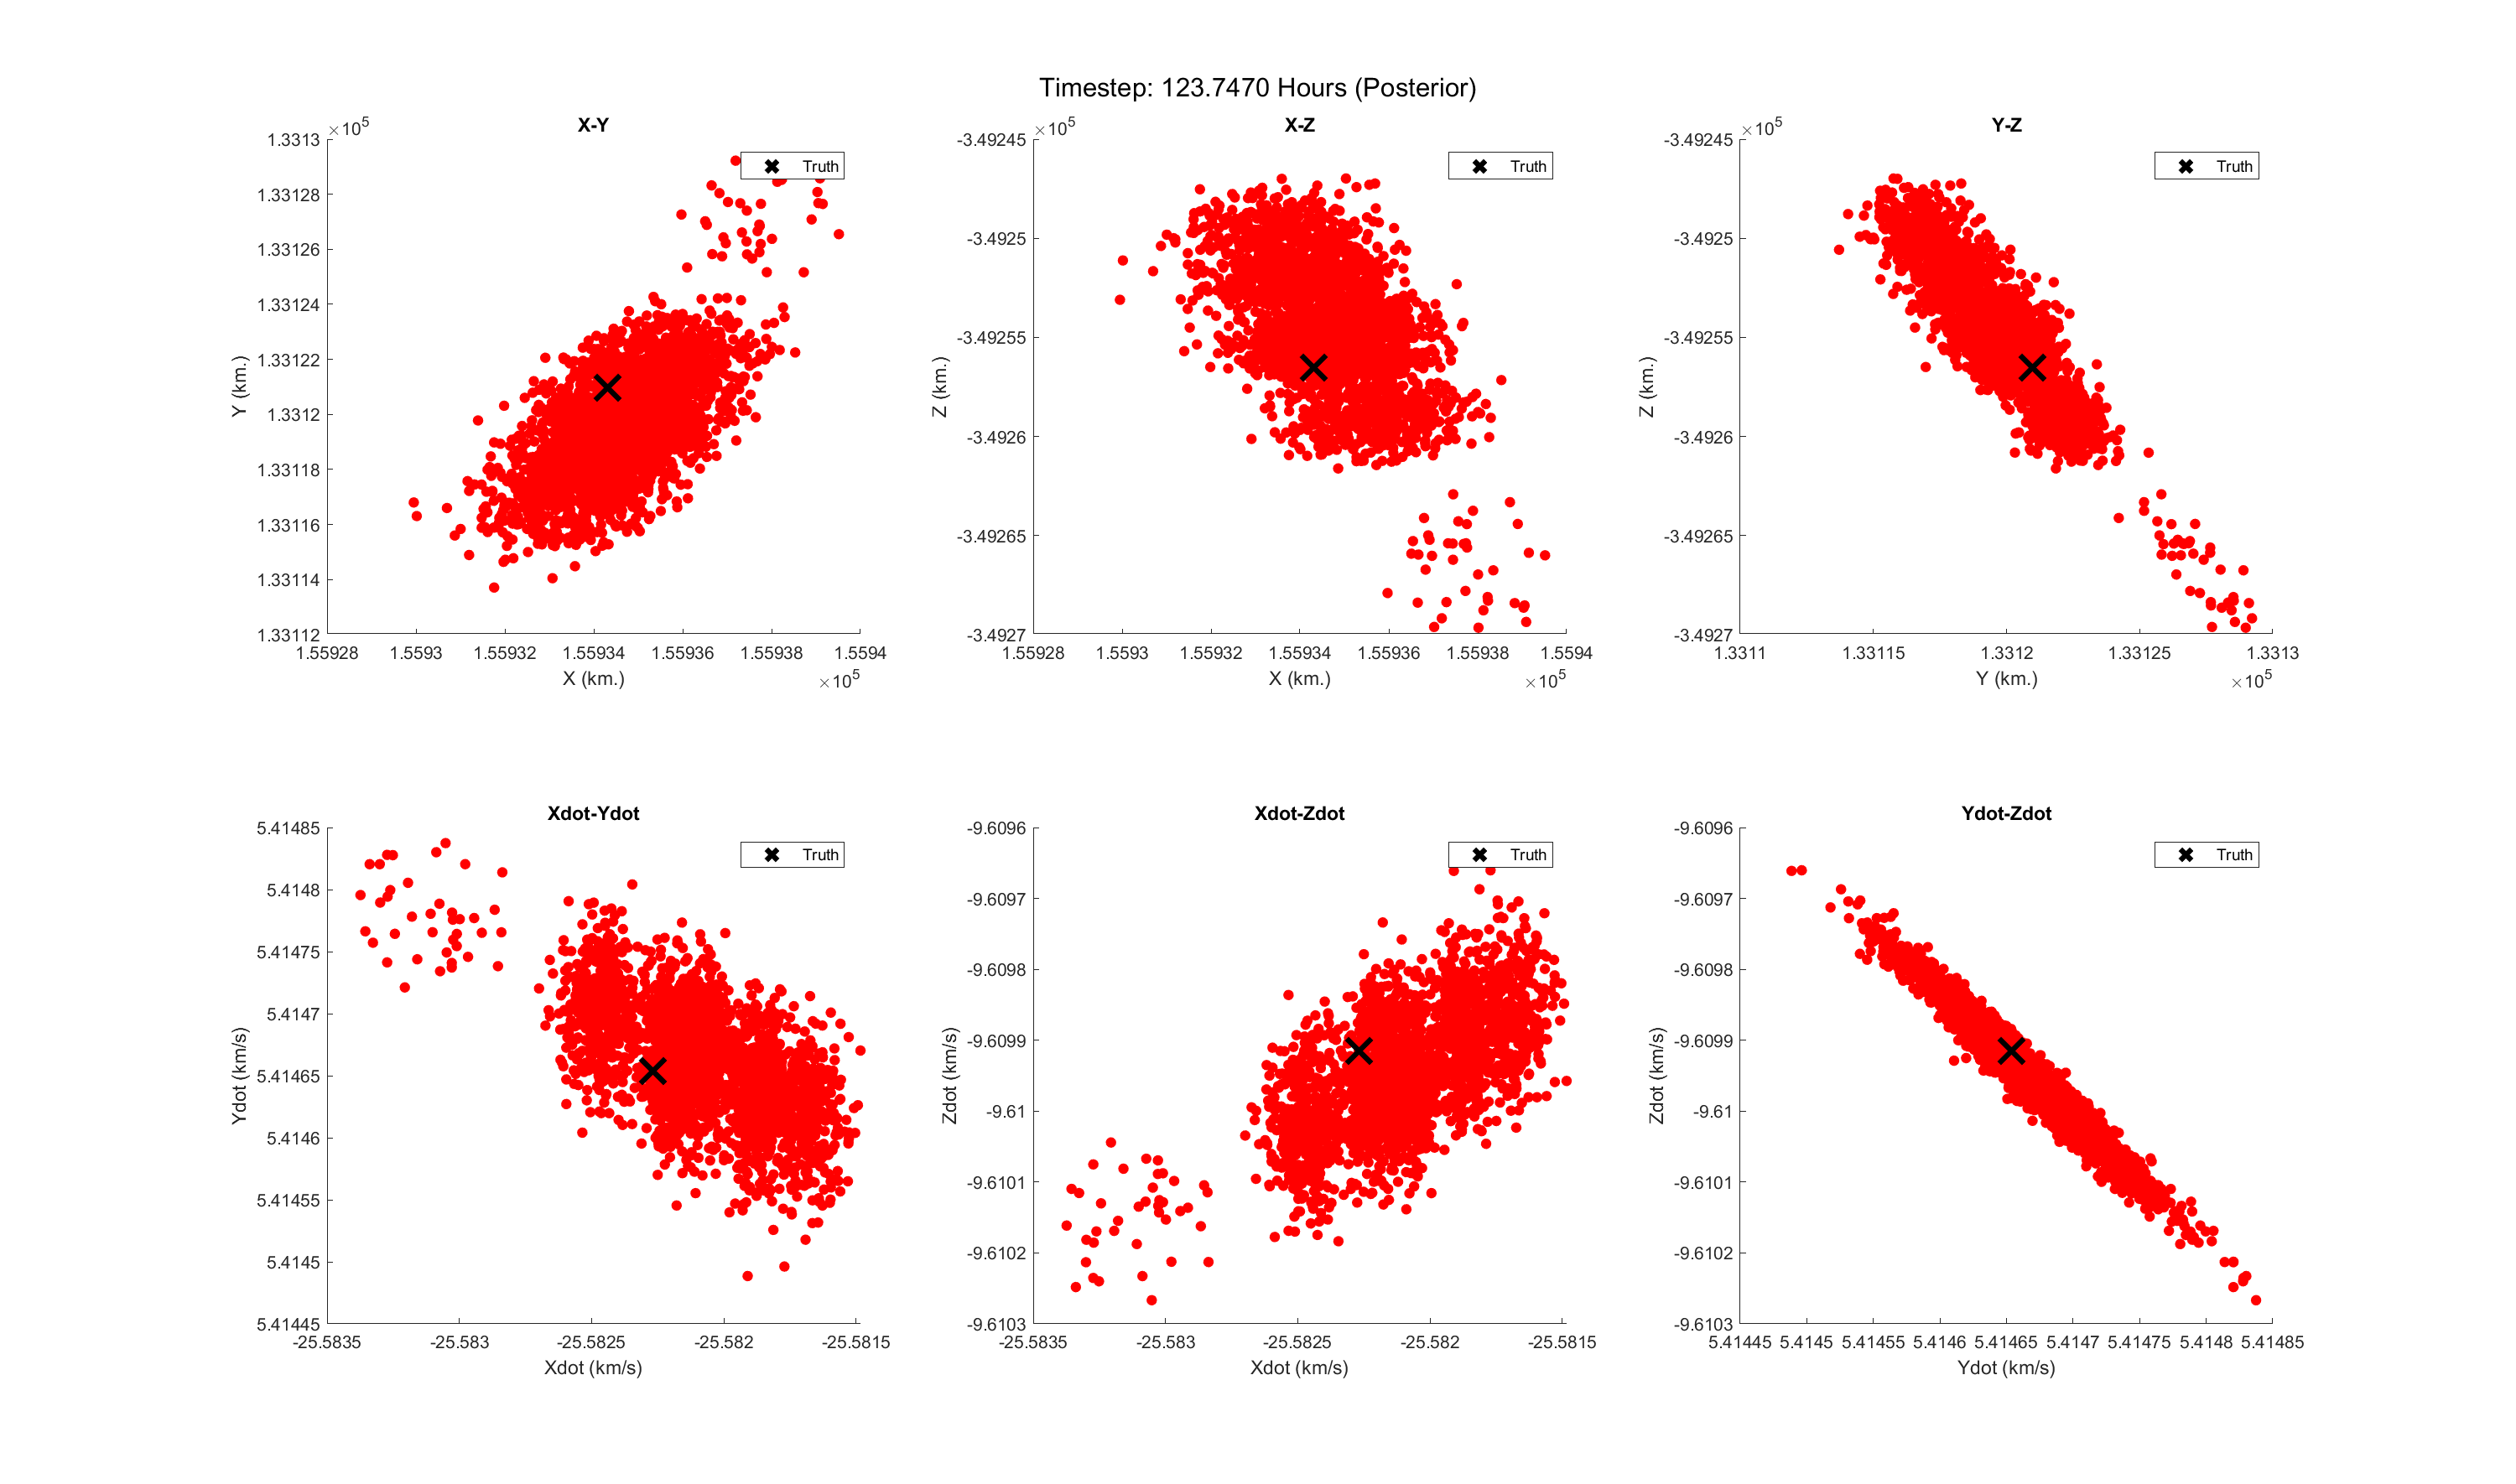 Timestep: 123.7470 Hours (Posterior)
X-Y
×10^5
1.3313
1.33128
1.33126
1.33124
1.33122
1.3312
1.33118
1.33116
1.33114
1.33112
Y (km.)
Truth
1.55928 1.5593 1.55932 1.55934 1.55936 1.55938 1.5594
X (km.)
×10^5
X-Z
×10^5
-3.49245
-3.4925
-3.49255
-3.4926
-3.49265
-3.4927
Z (km.)
Truth
1.55928 1.5593 1.55932 1.55934 1.55936 1.55938 1.5594
X (km.)
×10^5
Y-Z
×10^5
-3.49245
-3.4925
-3.49255
-3.4926
-3.49265
-3.4927
Z (km.)
Truth
1.3311 1.33115 1.3312 1.33125 1.3313
Y (km.)
×10^5
Xdot-Ydot
5.41485
5.4148
5.41475
5.4147
5.41465
5.4146
5.41455
5.4145
5.41445
Ydot (km/s)
Truth
-25.5835 -25.583 -25.5825 -25.582 -25.5815
Xdot (km/s)
Xdot-Zdot
-9.6096
-9.6097
-9.6098
-9.6099
-9.61
-9.6101
-9.6102
-9.6103
Zdot (km/s)
Truth
-25.5835 -25.583 -25.5825 -25.582 -25.5815
Xdot (km/s)
Ydot-Zdot
-9.6096
-9.6097
-9.6098
-9.6099
-9.61
-9.6101
-9.6102
-9.6103
Zdot (km/s)
Truth
5.41445 5.4145 5.41455 5.4146 5.41465 5.4147 5.41475 5.4148 5.41485
Ydot (km/s)